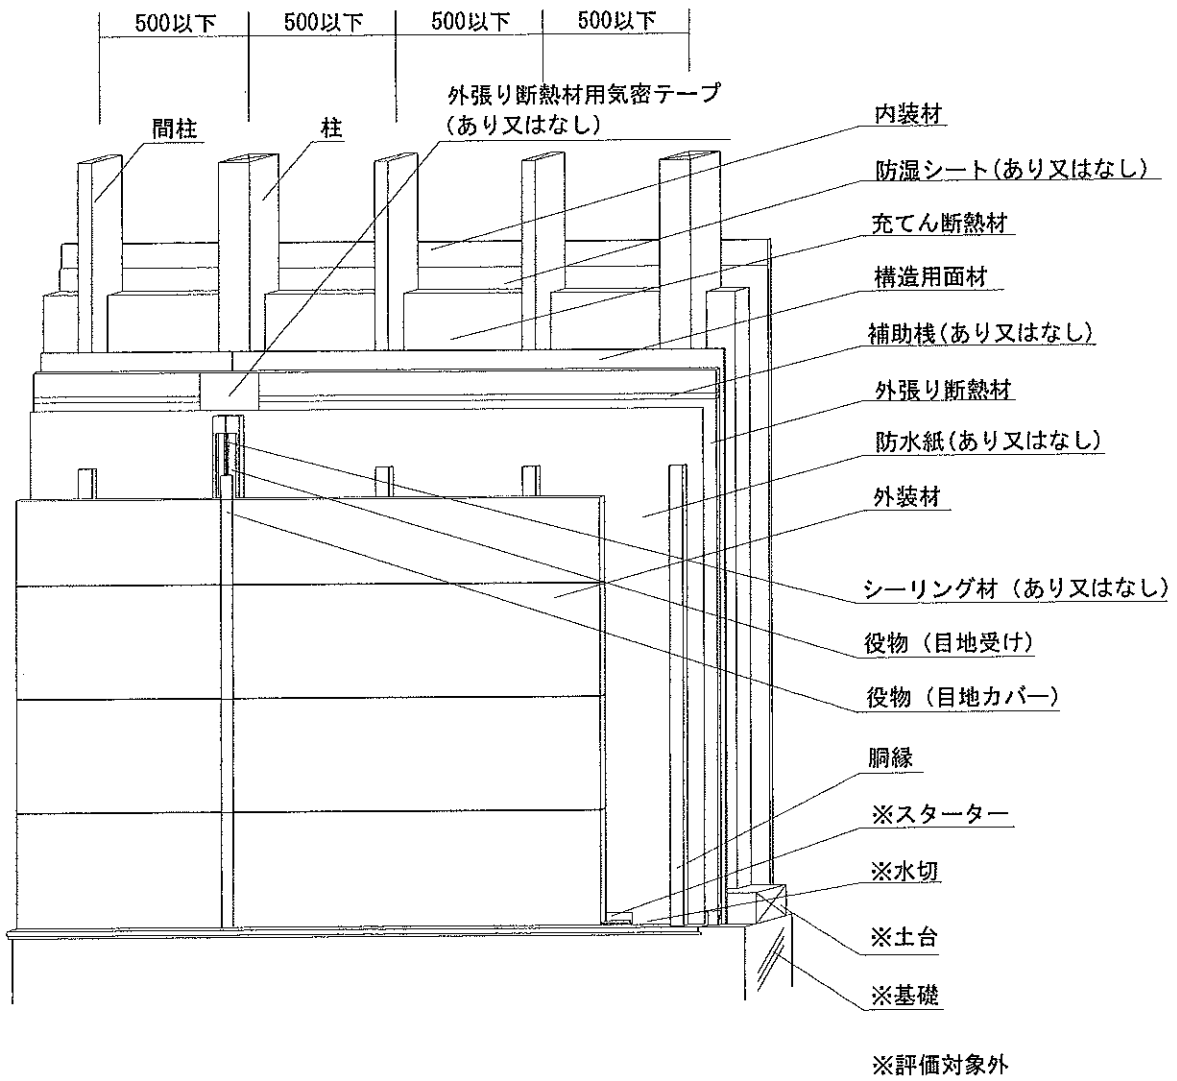 500以下 500以下 500以下 500以下
外張り断熱材用気密テープ
(あり又はなし)
間柱
柱
内装材
防湿シート(あり又はなし)
充てん断熱材
構造用面材
補助桟(あり又はなし)
外張り断熱材
防水紙(あり又はなし)
外装材
シーリング材 (あり又はなし)
役物 (目地受け)
役物 (目地カバー)
胴縁
※スターター
※水切
※土台
※基礎
※評価対象外